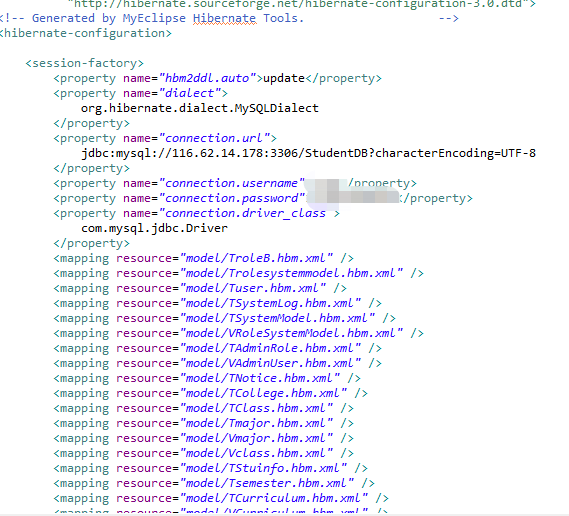 "http://hibernate.sourceforge.net/hibernate-configuration-3.0.dtd">
<!-- Generated by MyEclipse Hibernate Tools. -->
<hibernate-configuration>
<session-factory>
<property name="hbm2ddl.auto">update</property>
<property name="dialect">
org.hibernate.dialect.MySQLDialect
</property>
<property name="connection.url">
jdbc:mysql://116.62.14.178:3306/StudentDB?characterEncoding=UTF-8
</property>
<property name="connection.username" /property>
<property name="connection.password" </property>
<property name="connection.driver_class >
com.mysql.jdbc.Driver
</property>
<mapping resource="model/TroleB.hbm.xml" />
<mapping resource="model/Trolesystemmodel.hbm.xml" />
<mapping resource="model/Tuser.hbm.xml" />
<mapping resource="model/TSystemLog.hbm.xml" />
<mapping resource="model/TSystemModel.hbm.xml" />
<mapping resource="model/VRoleSystemModel.hbm.xml" />
<mapping resource="model/TAdminRole.hbm.xml" />
<mapping resource="model/VAdminUser.hbm.xml" />
<mapping resource="model/TNotice.hbm.xml" />
<mapping resource="model/TCollege.hbm.xml" />
<mapping resource="model/TClass.hbm.xml" />
<mapping resource="model/Tmajor.hbm.xml" />
<mapping resource="model/Vmajor.hbm.xml" />
<mapping resource="model/Vclass.hbm.xml" />
<mapping resource="model/TStuinfo.hbm.xml" />
<mapping resource="model/Tsemester.hbm.xml" />
<mapping resource="model/TCurriculum.hbm.xml" />
<mapping resource="model/VCurriculum.hbm.xml" />